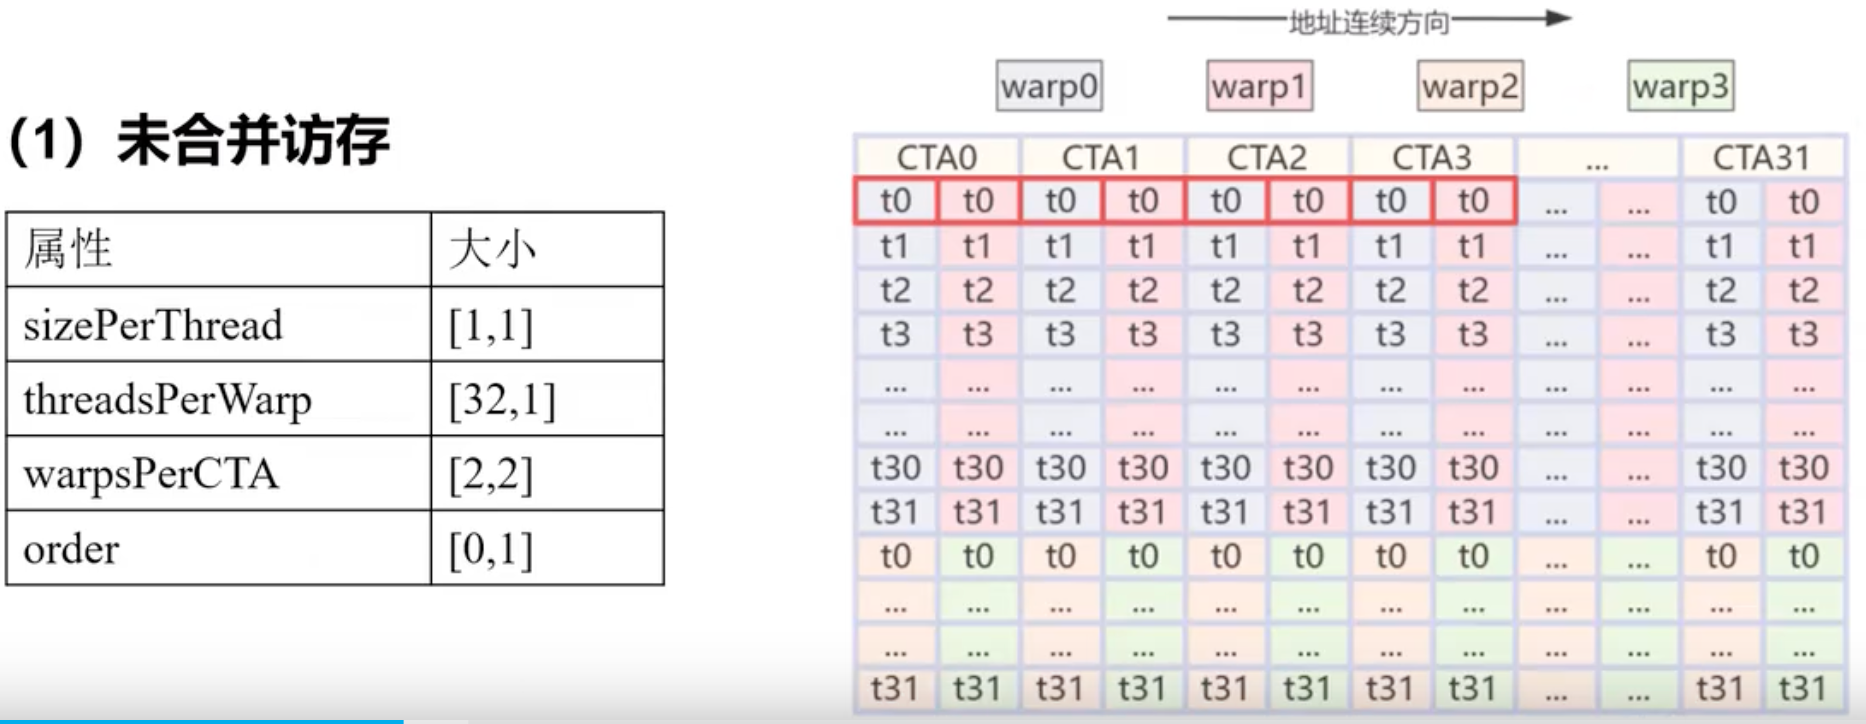 地址连续方向
warp0 warp1 warp2 warp3
(1) 未合并访存
属性 大小
sizePerThread [1,1]
threadsPerWarp [32,1]
warpsPerCTA [2,2]
order [0,1]
CTA0 CTA1 CTA2 CTA3 ... CTA31
t0 t0 t0 t0 t0 t0 t0 t0 ... ... t0 t0
t1 t1 t1 t1 t1 t1 t1 t1 ... ... t1 t1
t2 t2 t2 t2 t2 t2 t2 t2 ... ... t2 t2
t3 t3 t3 t3 t3 t3 t3 t3 ... ... t3 t3
... ... ... ... ... ... ... ... ... ... ... ...
... ... ... ... ... ... ... ... ... ... ... ...
t30 t30 t30 t30 t30 t30 t30 t30 ... ... t30 t30
t31 t31 t31 t31 t31 t31 t31 t31 ... ... t31 t31
t0 t0 t0 t0 t0 t0 t0 t0 ... ... t0 t0
... ... ... ... ... ... ... ... ... ... ... ...
... ... ... ... ... ... ... ... ... ... ... ...
t31 t31 t31 t31 t31 t31 t31 t31 ... ... t31 t31